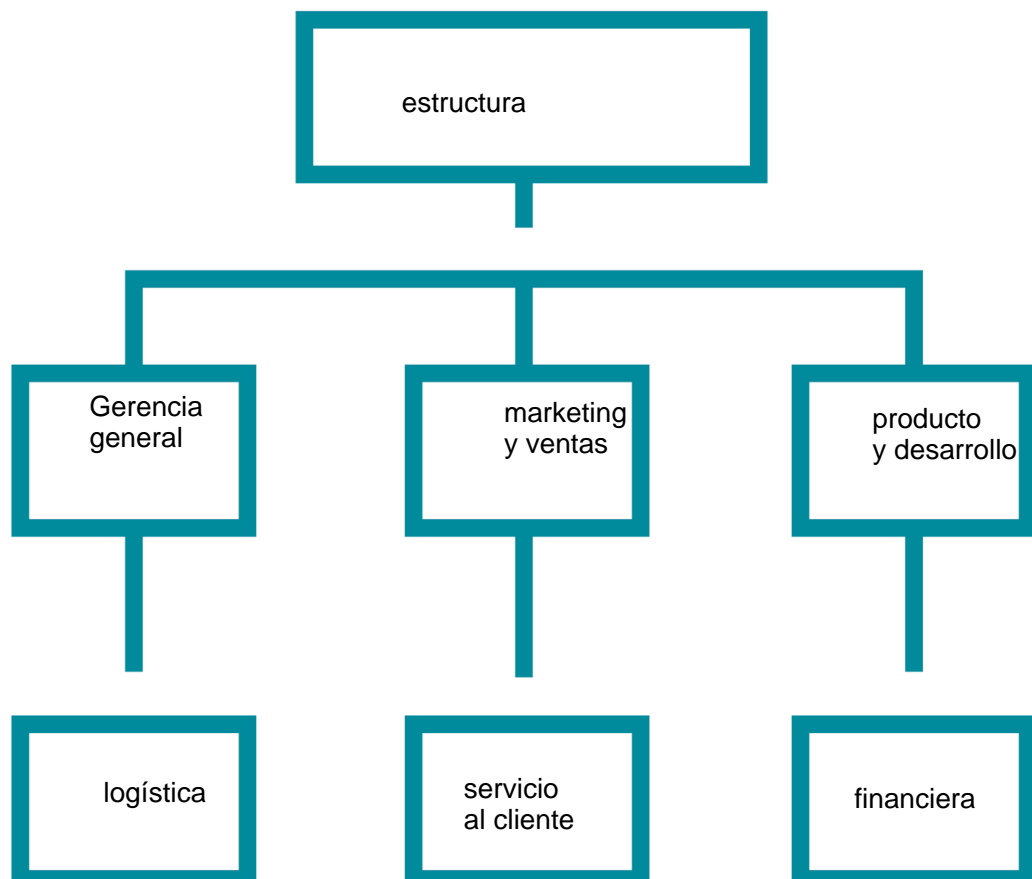 estructura
Gerencia
general
marketing
y ventas
producto
y desarrollo
logística
servicio
al cliente
financiera